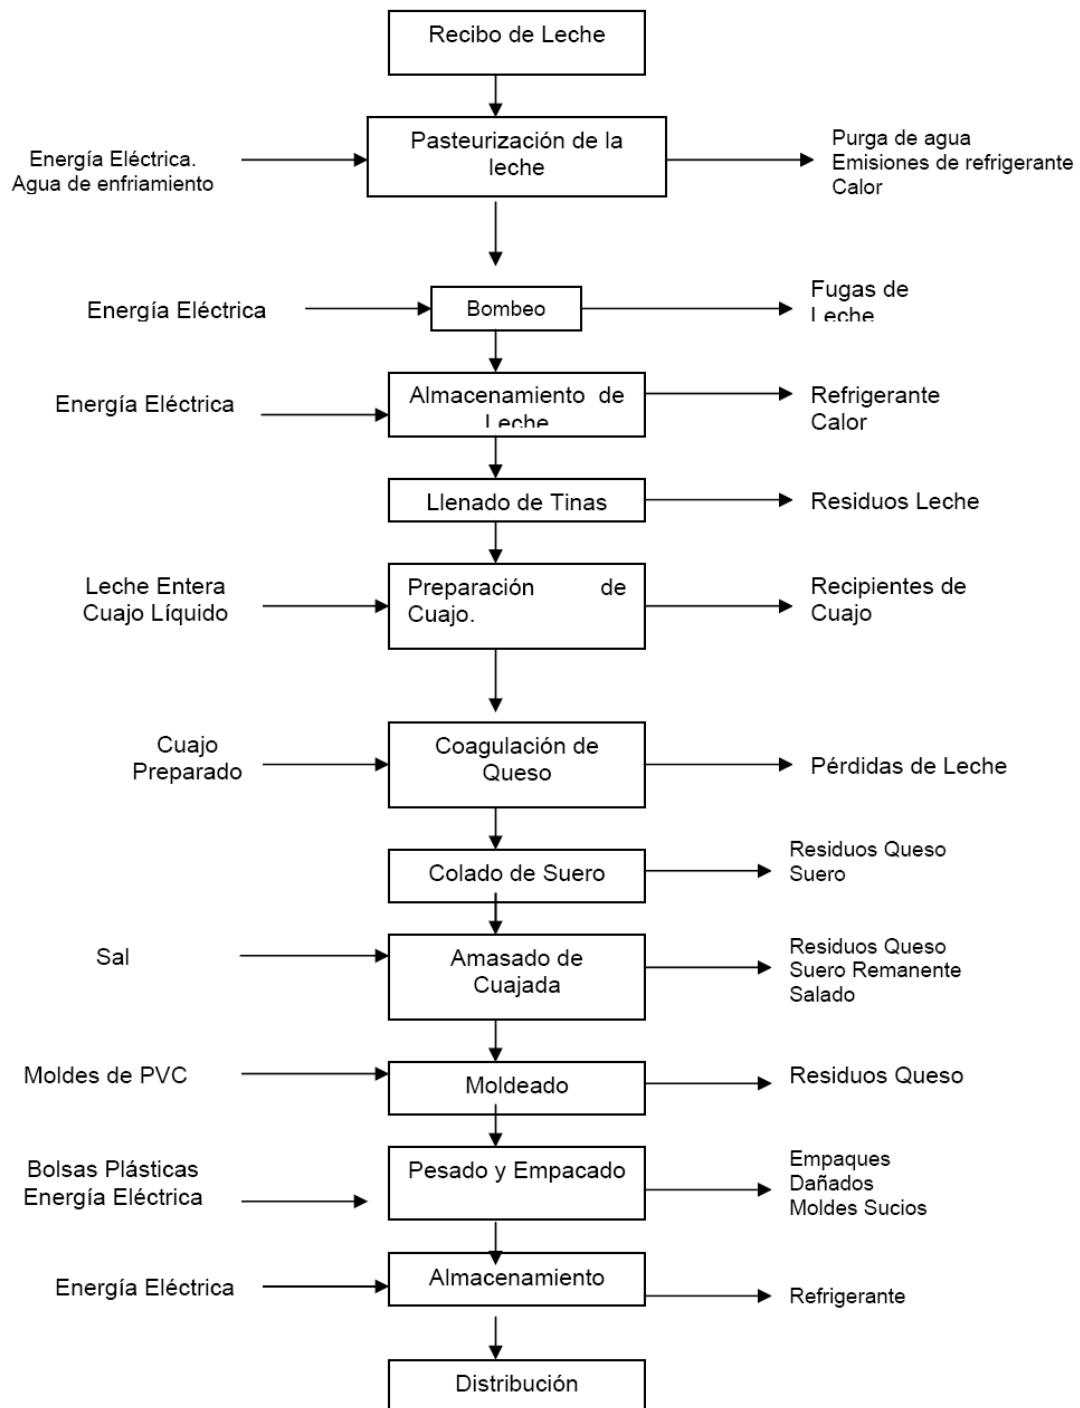 Recibo de Leche
Energía Eléctrica.
Agua de enfriamiento
Pasteurización de la
leche
Purga de agua
Emisiones de refrigerante
Calor
Energía Eléctrica
Bombeo
Fugas de
Leche
Energía Eléctrica
Almacenamiento de
Leche
Refrigerante
Calor
Llenado de Tinas
Residuos Leche
Leche Entera
Cuajo Líquido
Preparación de
Cuajo.
Recipientes de
Cuajo
Cuajo
Preparado
Coagulación de
Queso
Pérdidas de Leche
Colado de Suero
Residuos Queso
Suero
Sal
Amasado de
Cuajada
Residuos Queso
Suero Remanente
Salado
Moldes de PVC
Moldeado
Residuos Queso
Bolsas Plásticas
Energía Eléctrica
Pesado y Empacado
Empaques
Dañados
Moldes Sucios
Energía Eléctrica
Almacenamiento
Refrigerante
Distribución